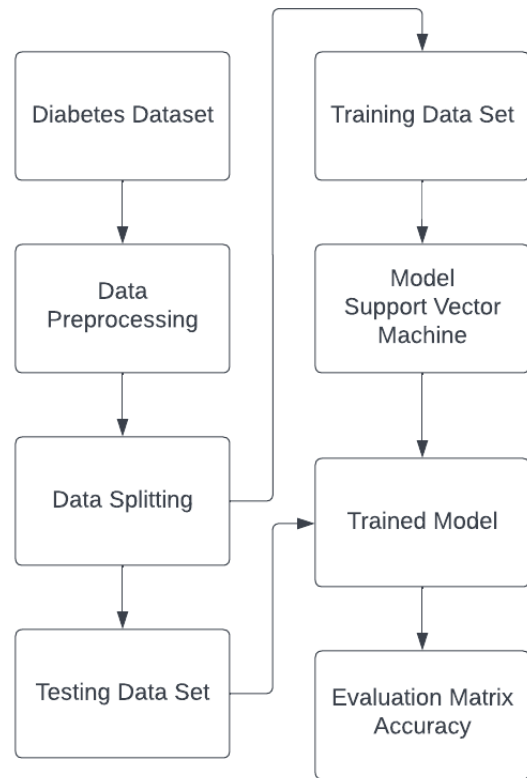 Diabetes Dataset
Data
Preprocessing
Data Splitting
Testing Data Set
Training Data Set
Model
Support Vector
Machine
Trained Model
Evaluation Matrix
Accuracy